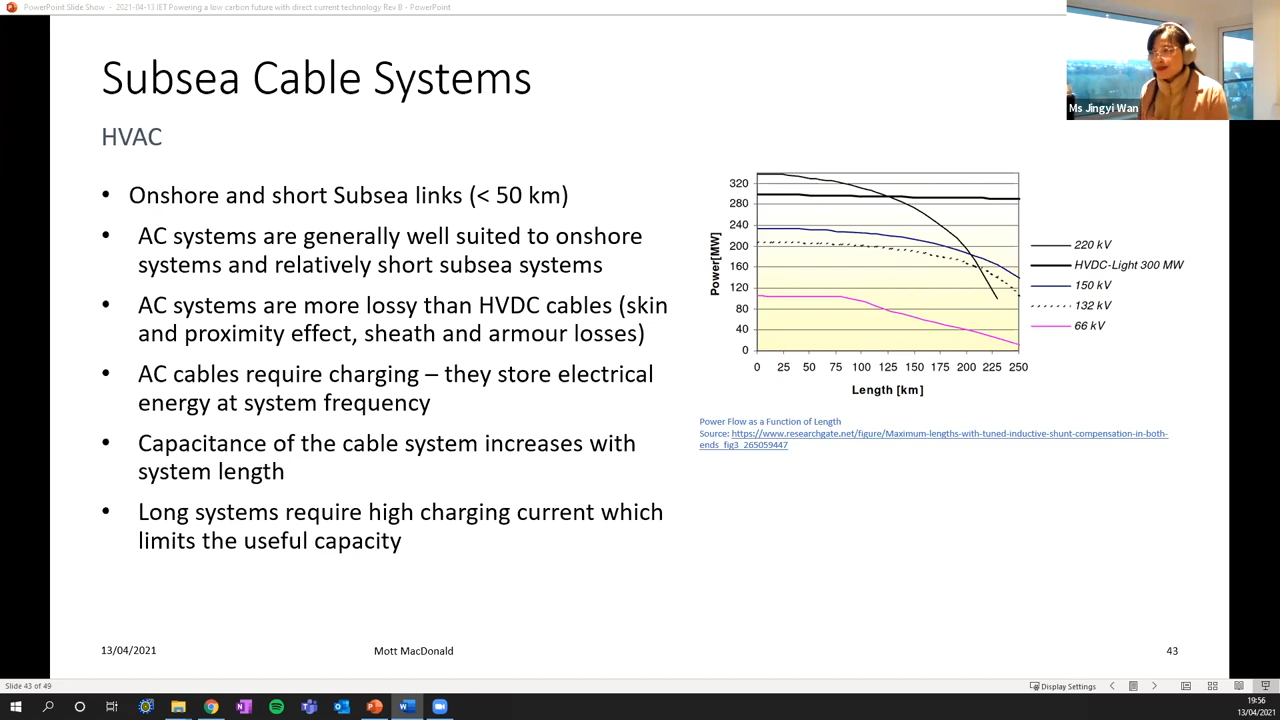 PowerPoint Slide Show - 2021-04-13 IET Powering a low carbon future with direct current technology Rev B - PowerPoint
Ms Jingyi Wan
Subsea Cable Systems
HVAC
• Onshore and short Subsea links (< 50 km)
• AC systems are generally well suited to onshore
systems and relatively short subsea systems
• AC systems are more lossy than HVDC cables (skin
and proximity effect, sheath and armour losses)
• AC cables require charging – they store electrical
energy at system frequency
• Capacitance of the cable system increases with
system length
• Long systems require high charging current which
limits the useful capacity
Power[MW]
320
280
240
200
160
120
80
40
0
0 25 50 75 100 125 150 175 200 225 250
Length [km]
220 kV
HVDC-Light 300 MW
150 kV
132 kV
66 kV
Power Flow as a Function of Length
Source: https://www.researchgate.net/figure/Maximum-lengths-with-tuned-inductive-shunt-compensation-in-both-
ends_fig3_265059447
13/04/2021 Mott MacDonald 43
Slide 43 of 49 Display Settings
19:56
13/04/2021